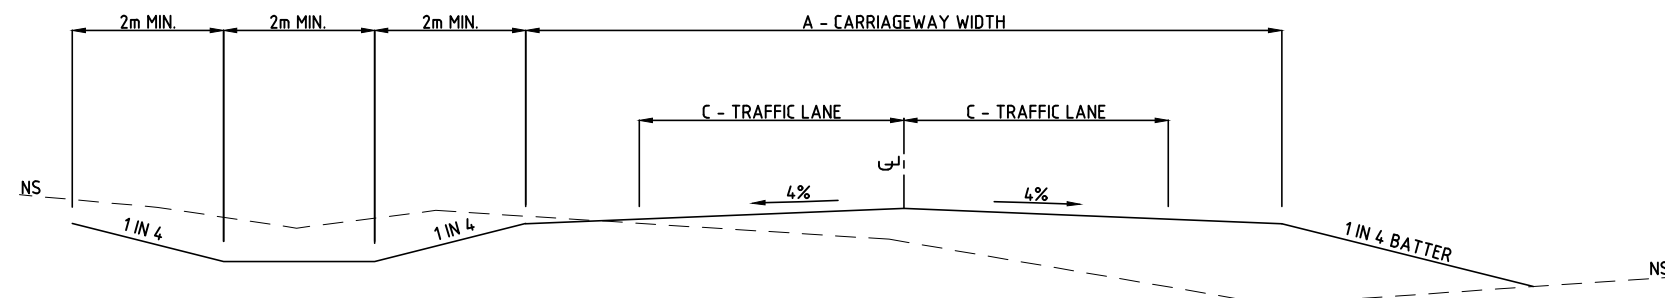 2m MIN. 2m MIN. 2m MIN. A - CARRIAGEWAY WIDTH
C - TRAFFIC LANE C - TRAFFIC LANE
℄
NS 4% 4%
1 IN 4 1 IN 4 1 IN 4 BATTER
NS